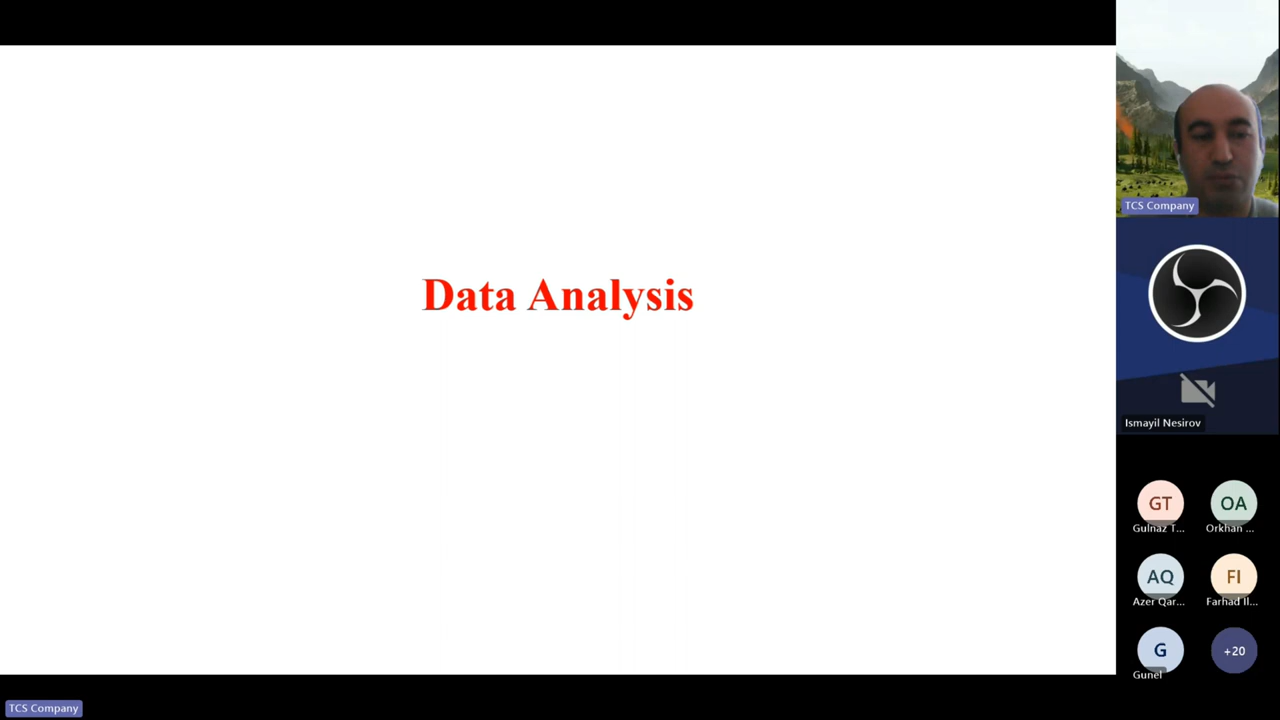 Data Analysis
TCS Company
Ismayil Nesirov
GT
OA
Gulnaz T...
Orkhan ...
AQ
FI
Azer Qar...
Farhad Il...
G
+20
Gunel
TCS Company